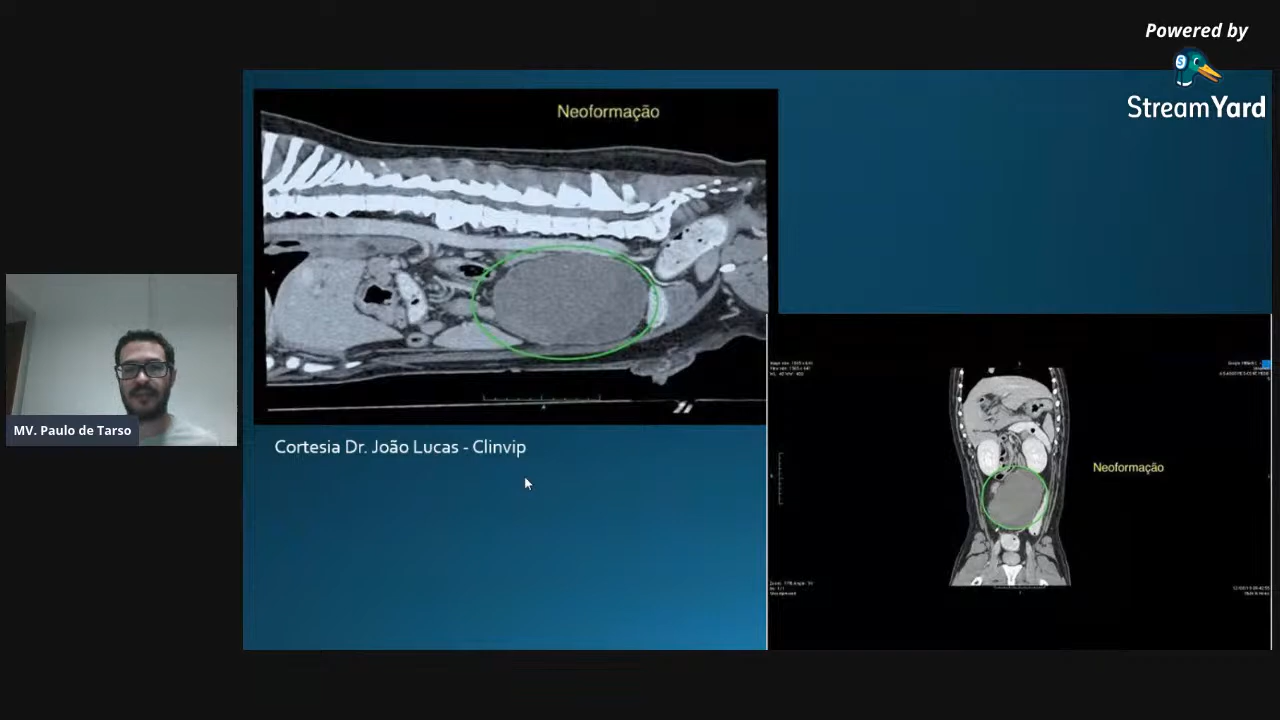 Powered by
StreamYard
Neoformação
MV. Paulo de Tarso
Cortesia Dr. João Lucas - Clinvip
Neoformação